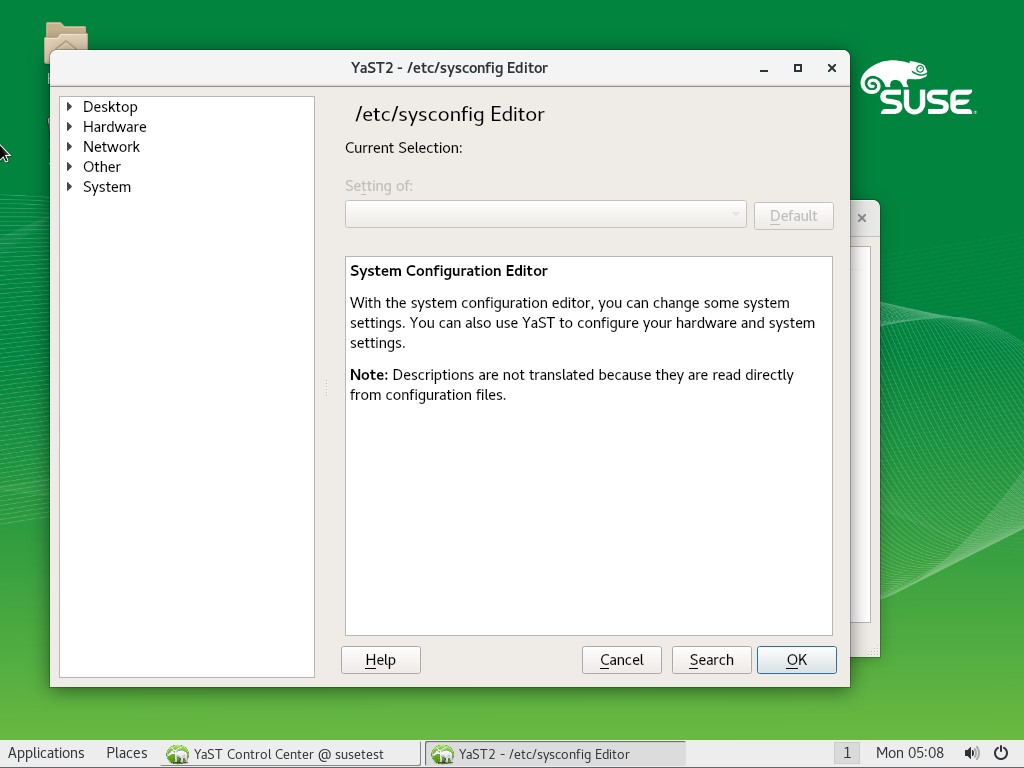 YaST2 - /etc/sysconfig Editor
SUSE
Desktop
Hardware
Network
Other
System
/etc/sysconfig Editor
Current Selection:
Setting of:
Default
System Configuration Editor
With the system configuration editor, you can change some system
settings. You can also use YaST to configure your hardware and system
settings.
Note: Descriptions are not translated because they are read directly
from configuration files.
Help
Cancel
Search
OK
Applications
Places
YaST Control Center @ susetest
YaST2 - /etc/sysconfig Editor
1
Mon 05:08